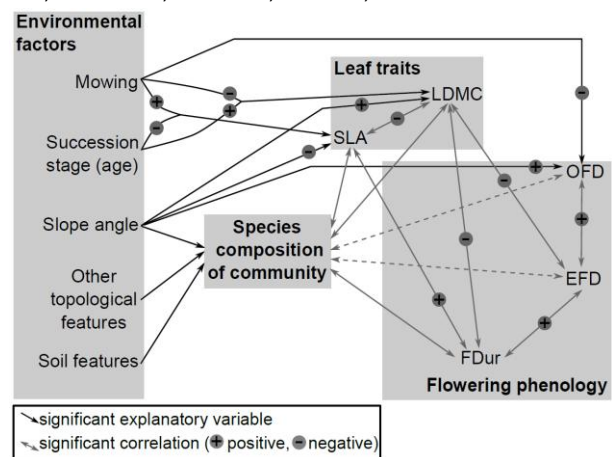 Environmental
factors
Mowing
Succession
stage (age)
Slope angle
Other
topological
features
Soil features
Leaf traits
LDMC
SLA
Species
composition
of community
OFD
EFD
FDur
Flowering phenology
+
-
-
+
+
-
-
-
+
-
-
+
+
+
significant explanatory variable
significant correlation (+ positive, - negative)